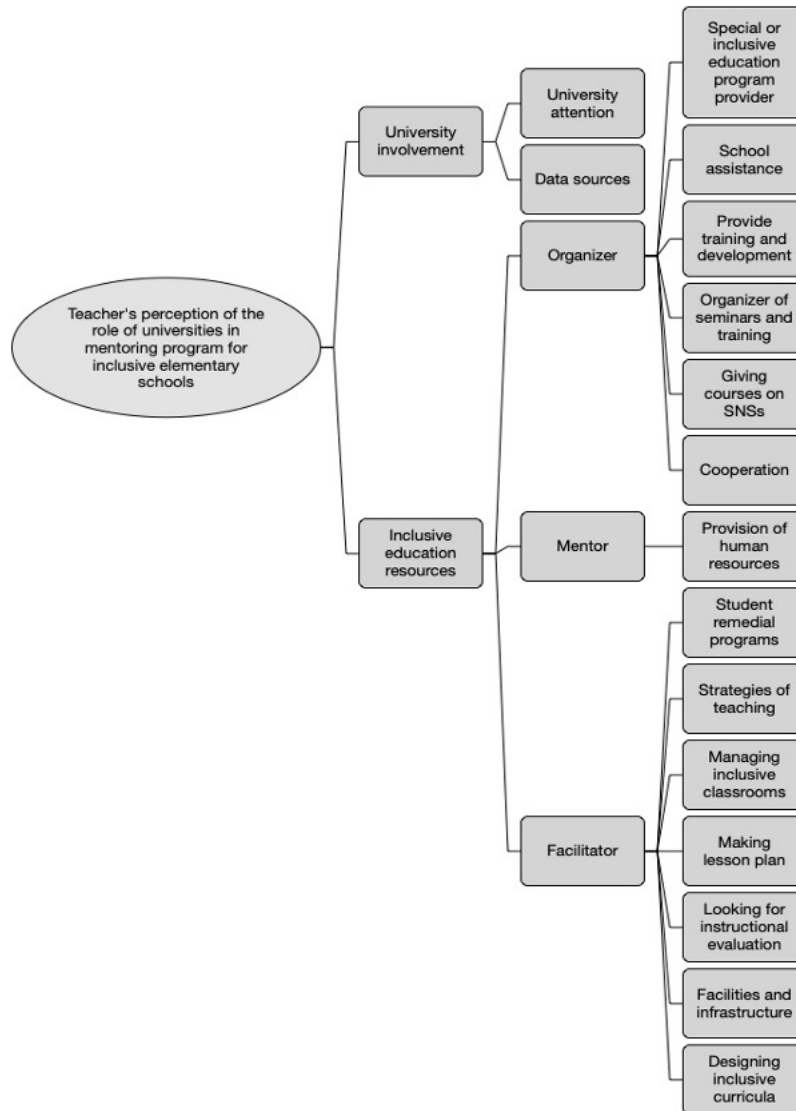 Teacher's perception of the
role of universities in
mentoring program for
inclusive elementary
schools
University
involvement
University
attention
Data sources
Inclusive
education
resources
Organizer
Special or
inclusive
education
program
provider
School
assistance
Provide
training and
development
Organizer of
seminars and
training
Giving
courses on
SNSs
Cooperation
Mentor
Provision of
human
resources
Facilitator
Student
remedial
programs
Strategies of
teaching
Managing
inclusive
classrooms
Making
lesson plan
Looking for
instructional
evaluation
Facilities and
infrastructure
Designing
inclusive
curricula